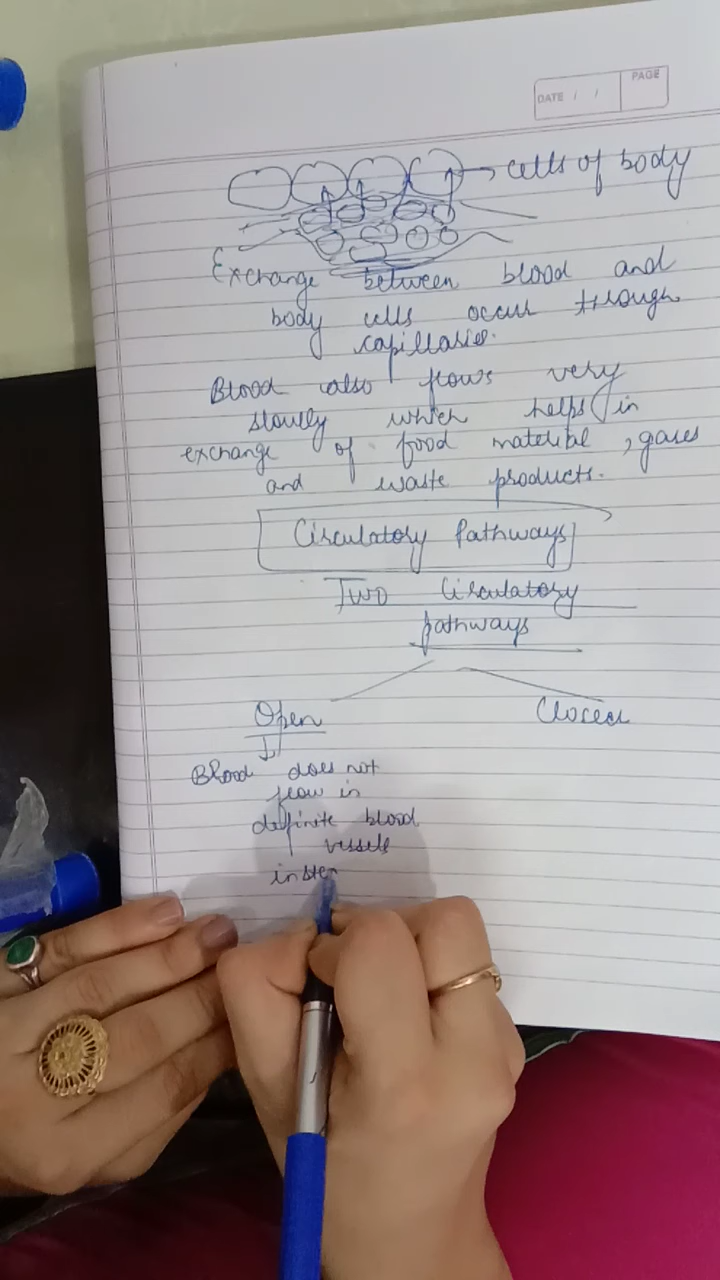 PAGE
DATE / /
cells of body
Exchange between blood and
body cells occur through
capillaries.
Blood also flows very
slowly which helps in
exchange of food material, gases
and waste products.
Circulatory Pathways
Two Circulatory
pathways
Open
Closed
Blood does not
flow in
definite blood
vessels
inste